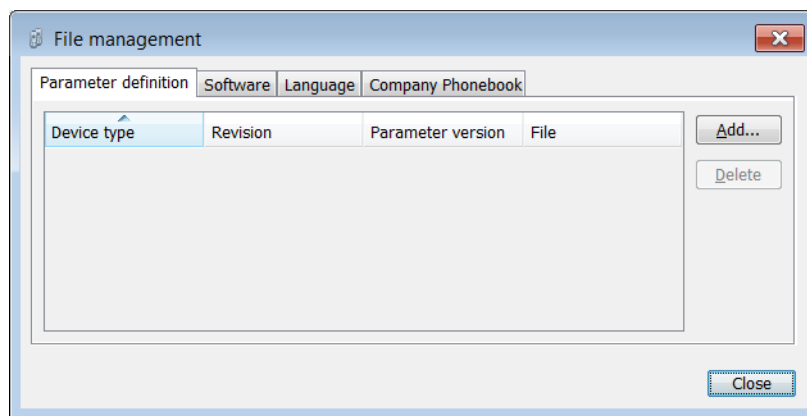 File management
Parameter definition Software Language Company Phonebook
Device type Revision Parameter version File
Add...
Delete
Close